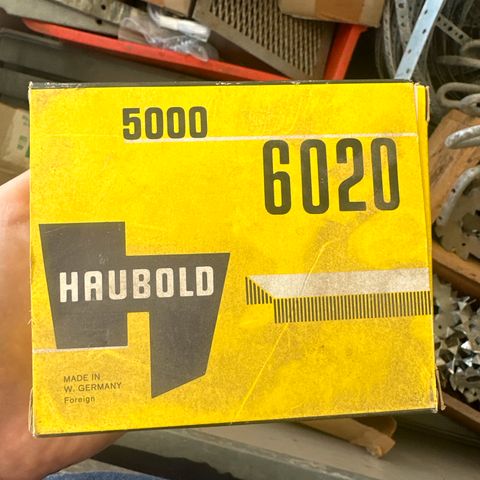 5000
6020
HAUBOLD
MADE IN
W. GERMANY
Foreign